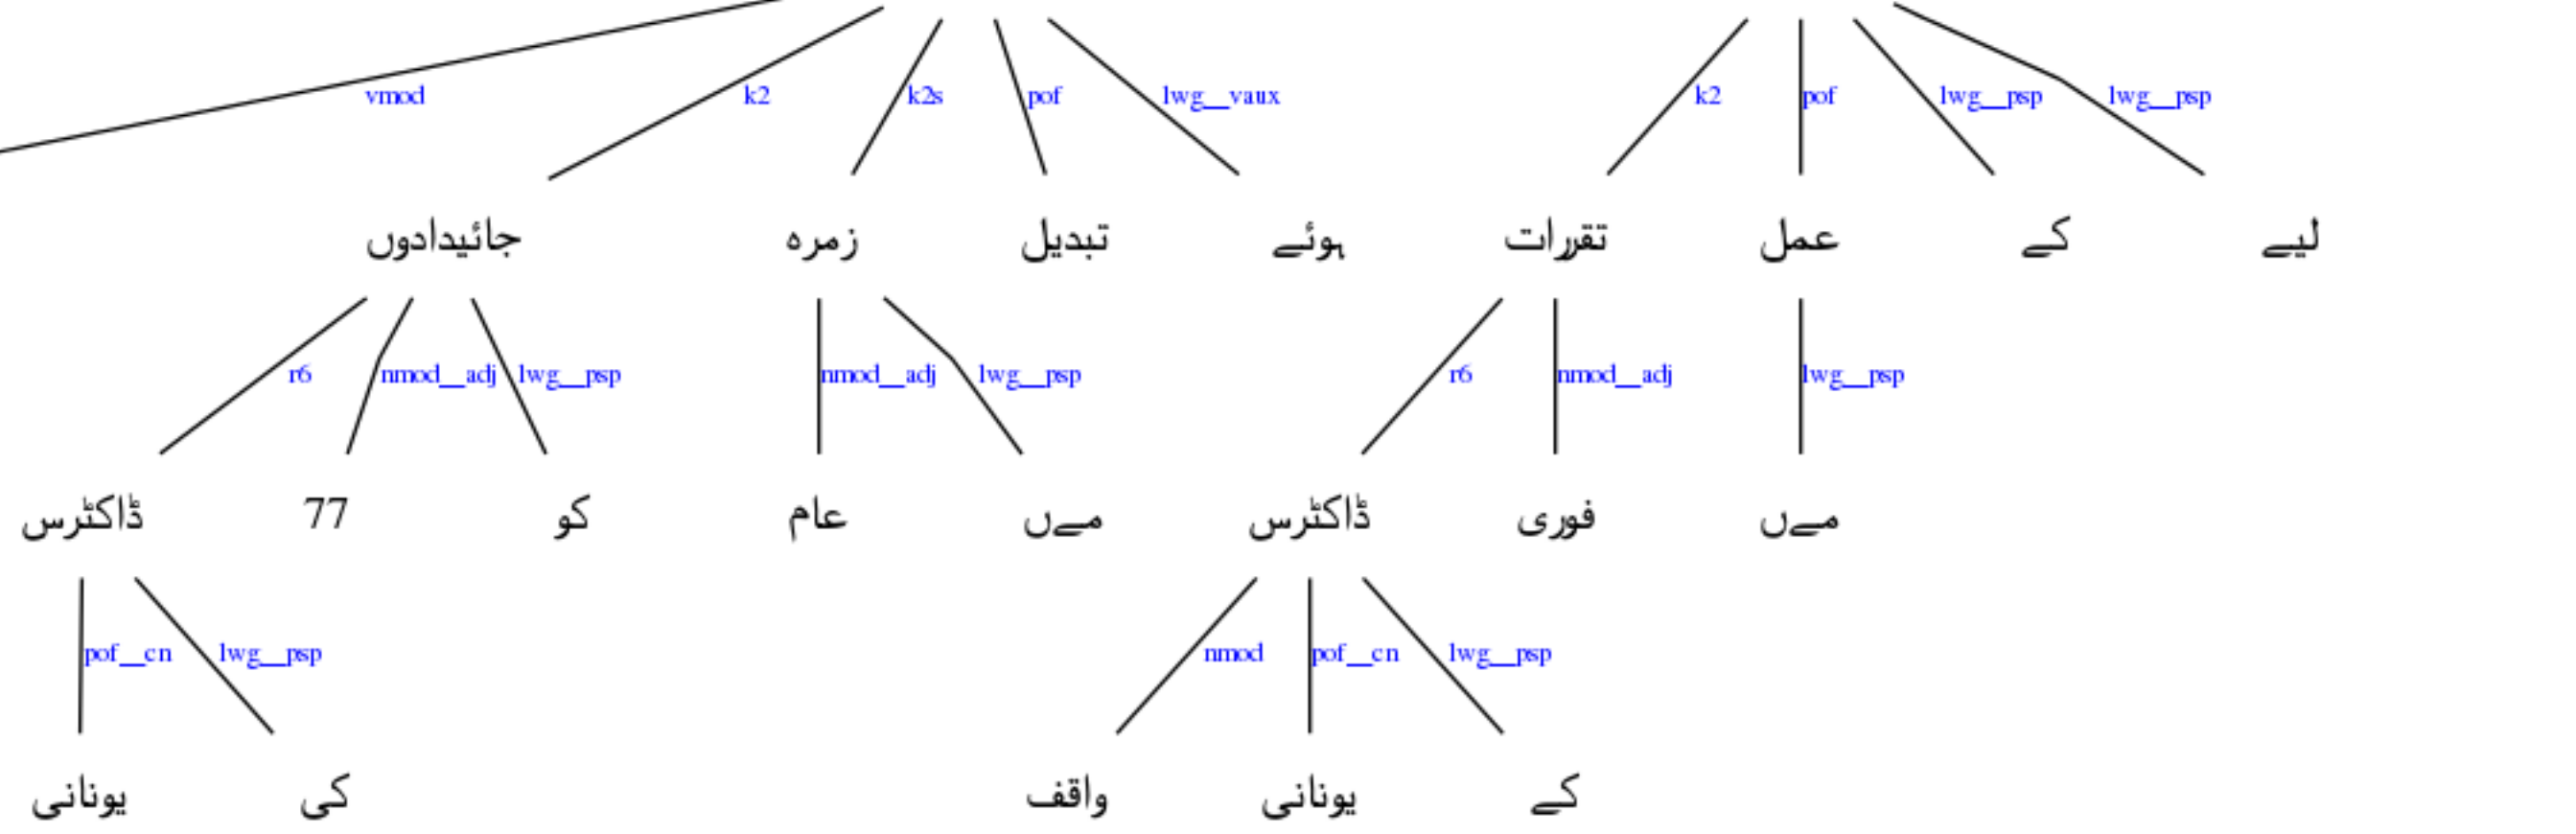 vmod k2 k2s pof lwg__vaux k2 pof lwg__psp lwg__psp
جائیدادوں زمرہ تبدیل ہوئے تقررات عمل کے لیے
r6 nmod__adj lwg__psp nmod__adj lwg__psp r6 nmod__adj lwg__psp
ڈاکٹرس 77 کو عام مےں ڈاکٹرس فوری مےں
pof__cn lwg__psp nmod pof__cn lwg__psp
یونانی کی واقف یونانی کے